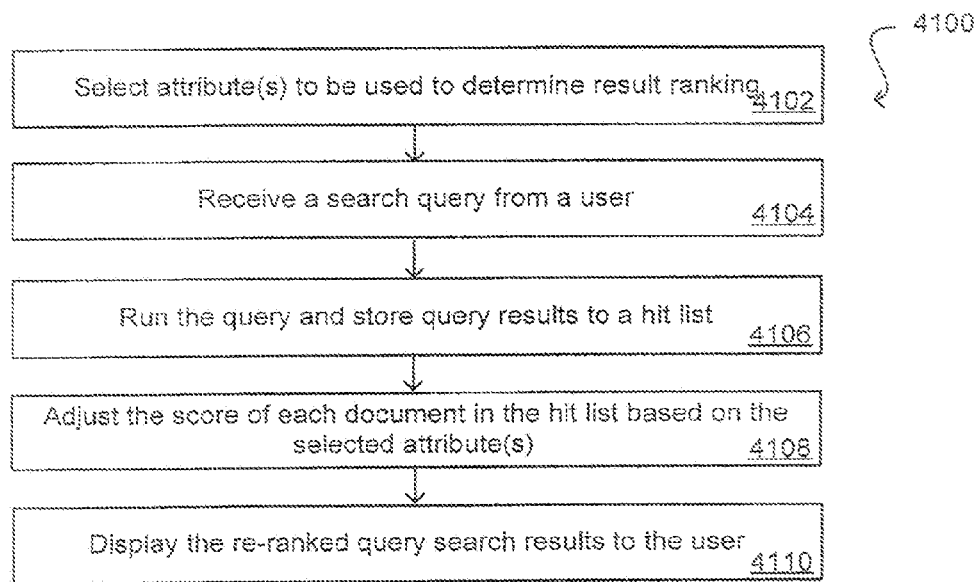 4100
Select attribute(s) to be used to determine result ranking
4102
Receive a search query from a user
4104
Run the query and store query results to a hit list
4106
Adjust the score of each document in the hit list based on the
selected attribute(s)
4108
Display the re-ranked query search results to the user
4110